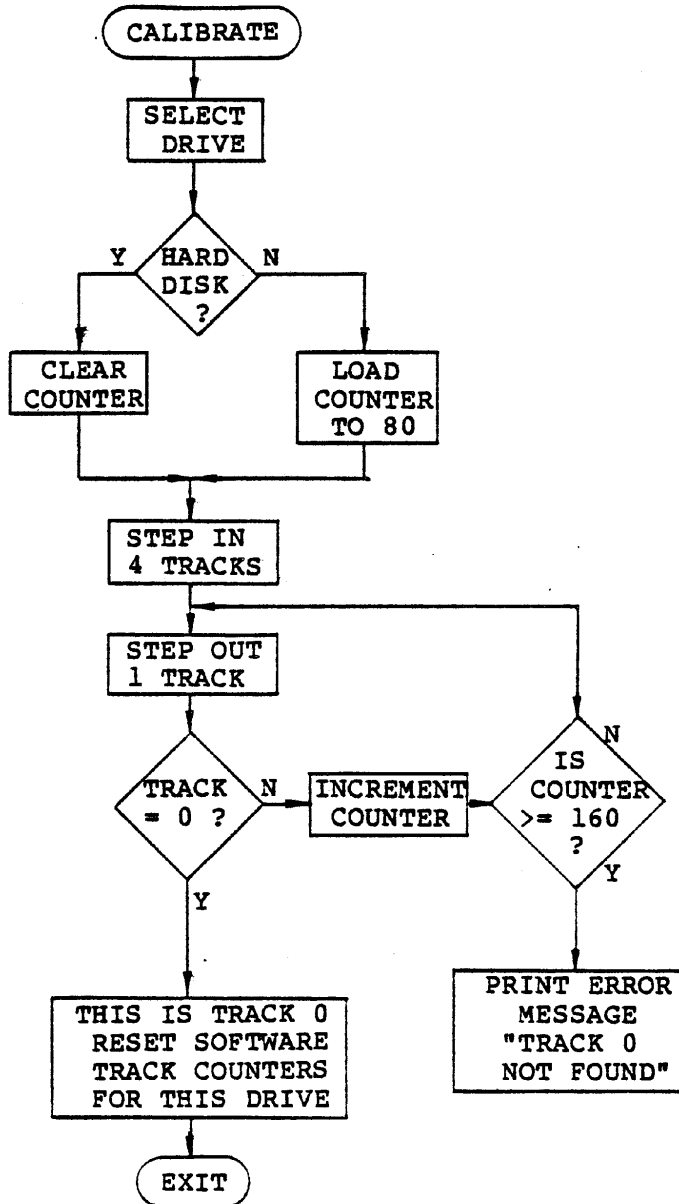 CALIBRATE
SELECT
DRIVE
Y
HARD
DISK
?
N
CLEAR
COUNTER
LOAD
COUNTER
TO 80
STEP IN
4 TRACKS
STEP OUT
1 TRACK
TRACK
= 0 ?
N
INCREMENT
COUNTER
IS
COUNTER
>= 160
?
N
Y
Y
THIS IS TRACK 0
RESET SOFTWARE
TRACK COUNTERS
FOR THIS DRIVE
PRINT ERROR
MESSAGE
"TRACK 0
NOT FOUND"
EXIT